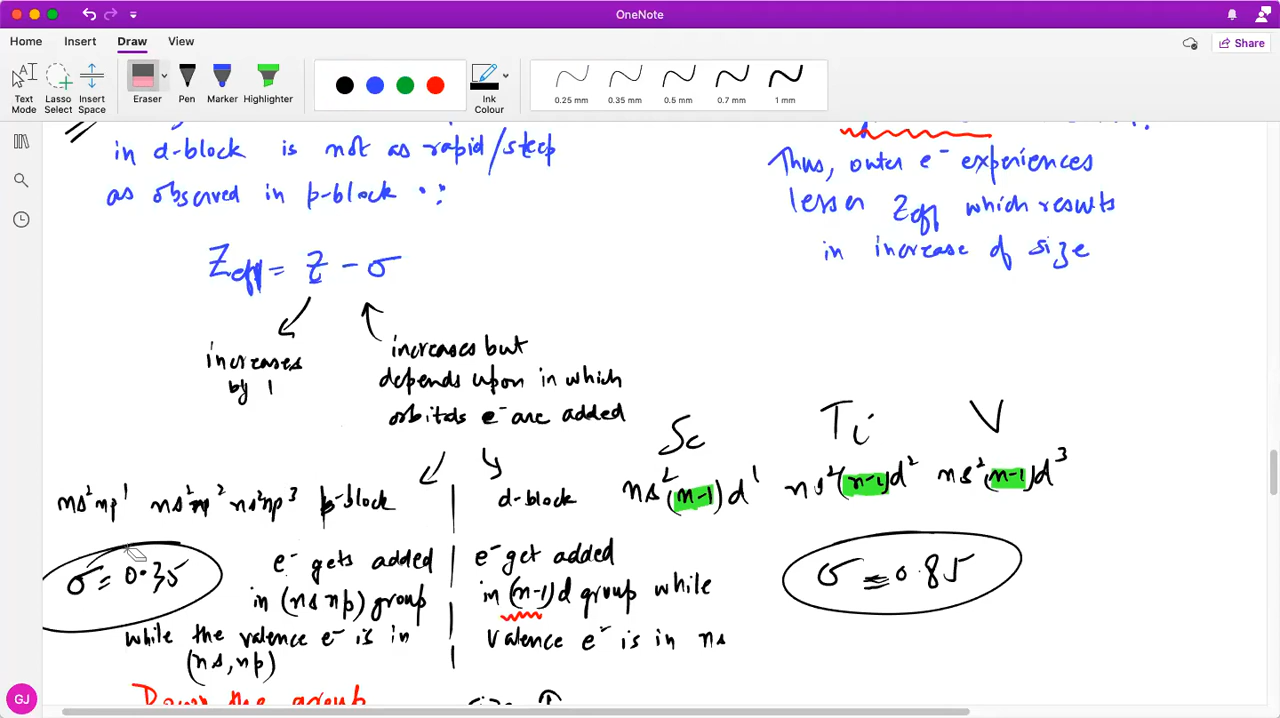 OneNote
Home Insert Draw View
Share
Text Mode
Lasso Select
Insert Space
Eraser
Pen
Marker
Highlighter
Ink Colour
0.25 mm
0.35 mm
0.5 mm
0.7 mm
1 mm
in d-block is not as rapid/steep
as observed in p-block ∵
Zeff = Z - σ
increases
by 1
increases but
depends upon in which
orbitals e⁻ are added
Thus, outer e⁻ experiences
lesser Zeff which results
in increase of size
Sc Ti V
ns²np¹ ns²np² ns²np³ p-block
d-block
ns²(n-1)d¹ ns²(n-1)d² ns²(n-1)d³
σ = 0.35
e⁻ gets added
in (ns np) group
while the valence e⁻ is in
(ns, np)
e⁻ get added
in (n-1)d group while
valence e⁻ is in ns
σ = 0.85
Down the group
size ↑
GJ